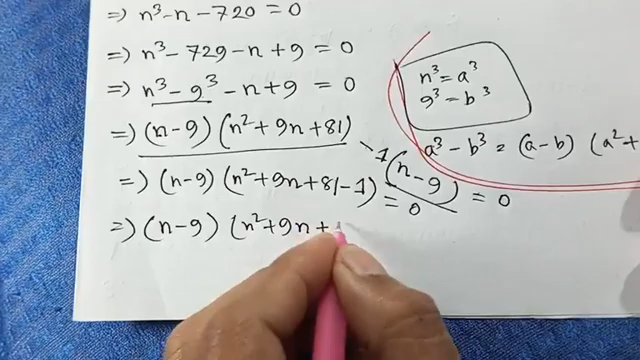 =) n³-n-720 = 0
=) n³-729-n+9 = 0
=) n³-9³-n+9 = 0
n³=a³
9³=b³
=) (n-9) (n²+9n+81) -1(n-9) = 0
a³-b³ = (a-b) (a²+
=) (n-9) (n²+9n+81-1) = 0
=) (n-9) (n²+9n+